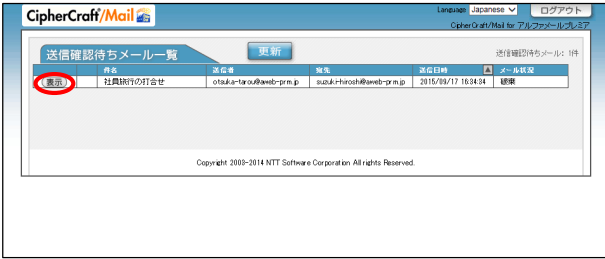 CipherCraft/Mail
Language Japanese ログアウト
CipherCraft/Mail for アルファメールプレミア
送信確認待ちメール一覧 更新 送信確認待ちメール: 1件
件名 送信者 宛先 送信日時 メール状況
表示 社員旅行の打合せ otsuka-tarou@aweb-prm.jp suzuki-hiroshi@aweb-prm.jp 2015/09/17 16:34:34 破棄
Copyright 2003-2014 NTT Software Corporation All rights Reserved.